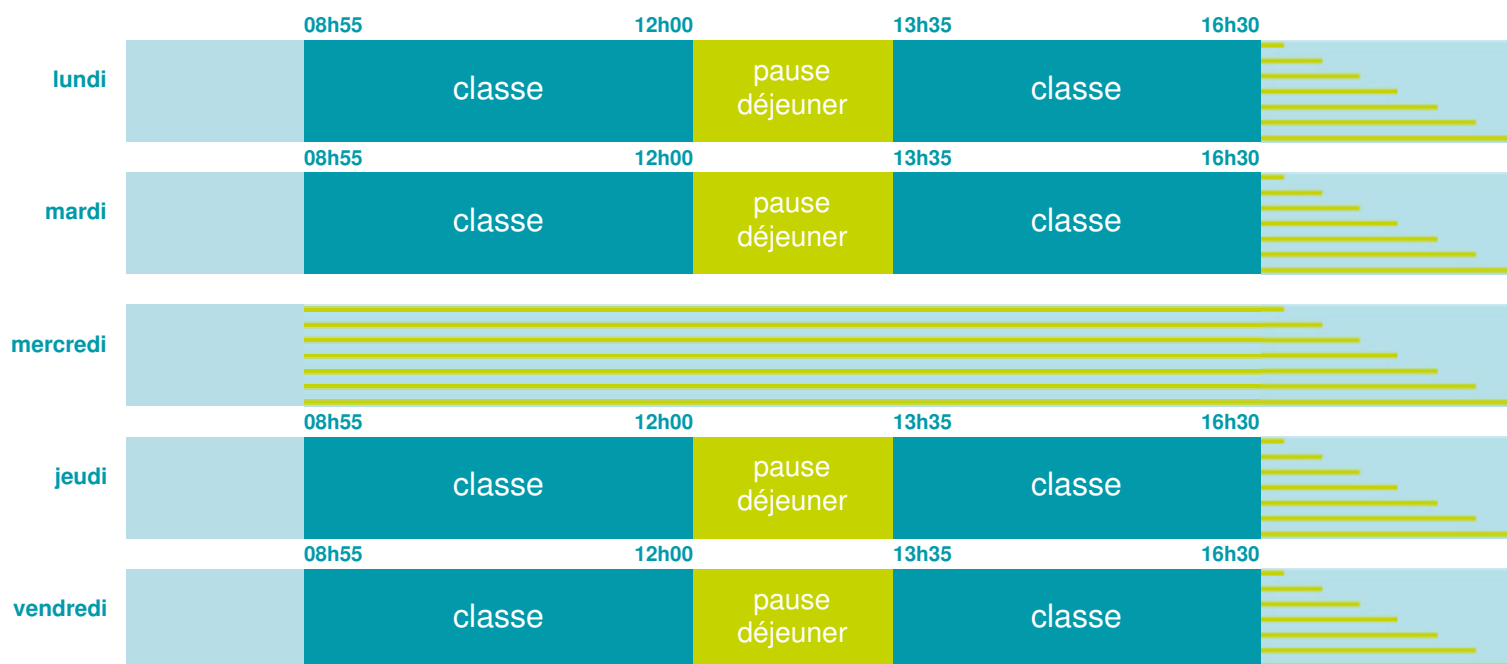 08h55 12h00 13h35 16h30
lundi classe pause déjeuner classe
08h55 12h00 13h35 16h30
mardi classe pause déjeuner classe
mercredi
08h55 12h00 13h35 16h30
jeudi classe pause déjeuner classe
08h55 12h00 13h35 16h30
vendredi classe pause déjeuner classe